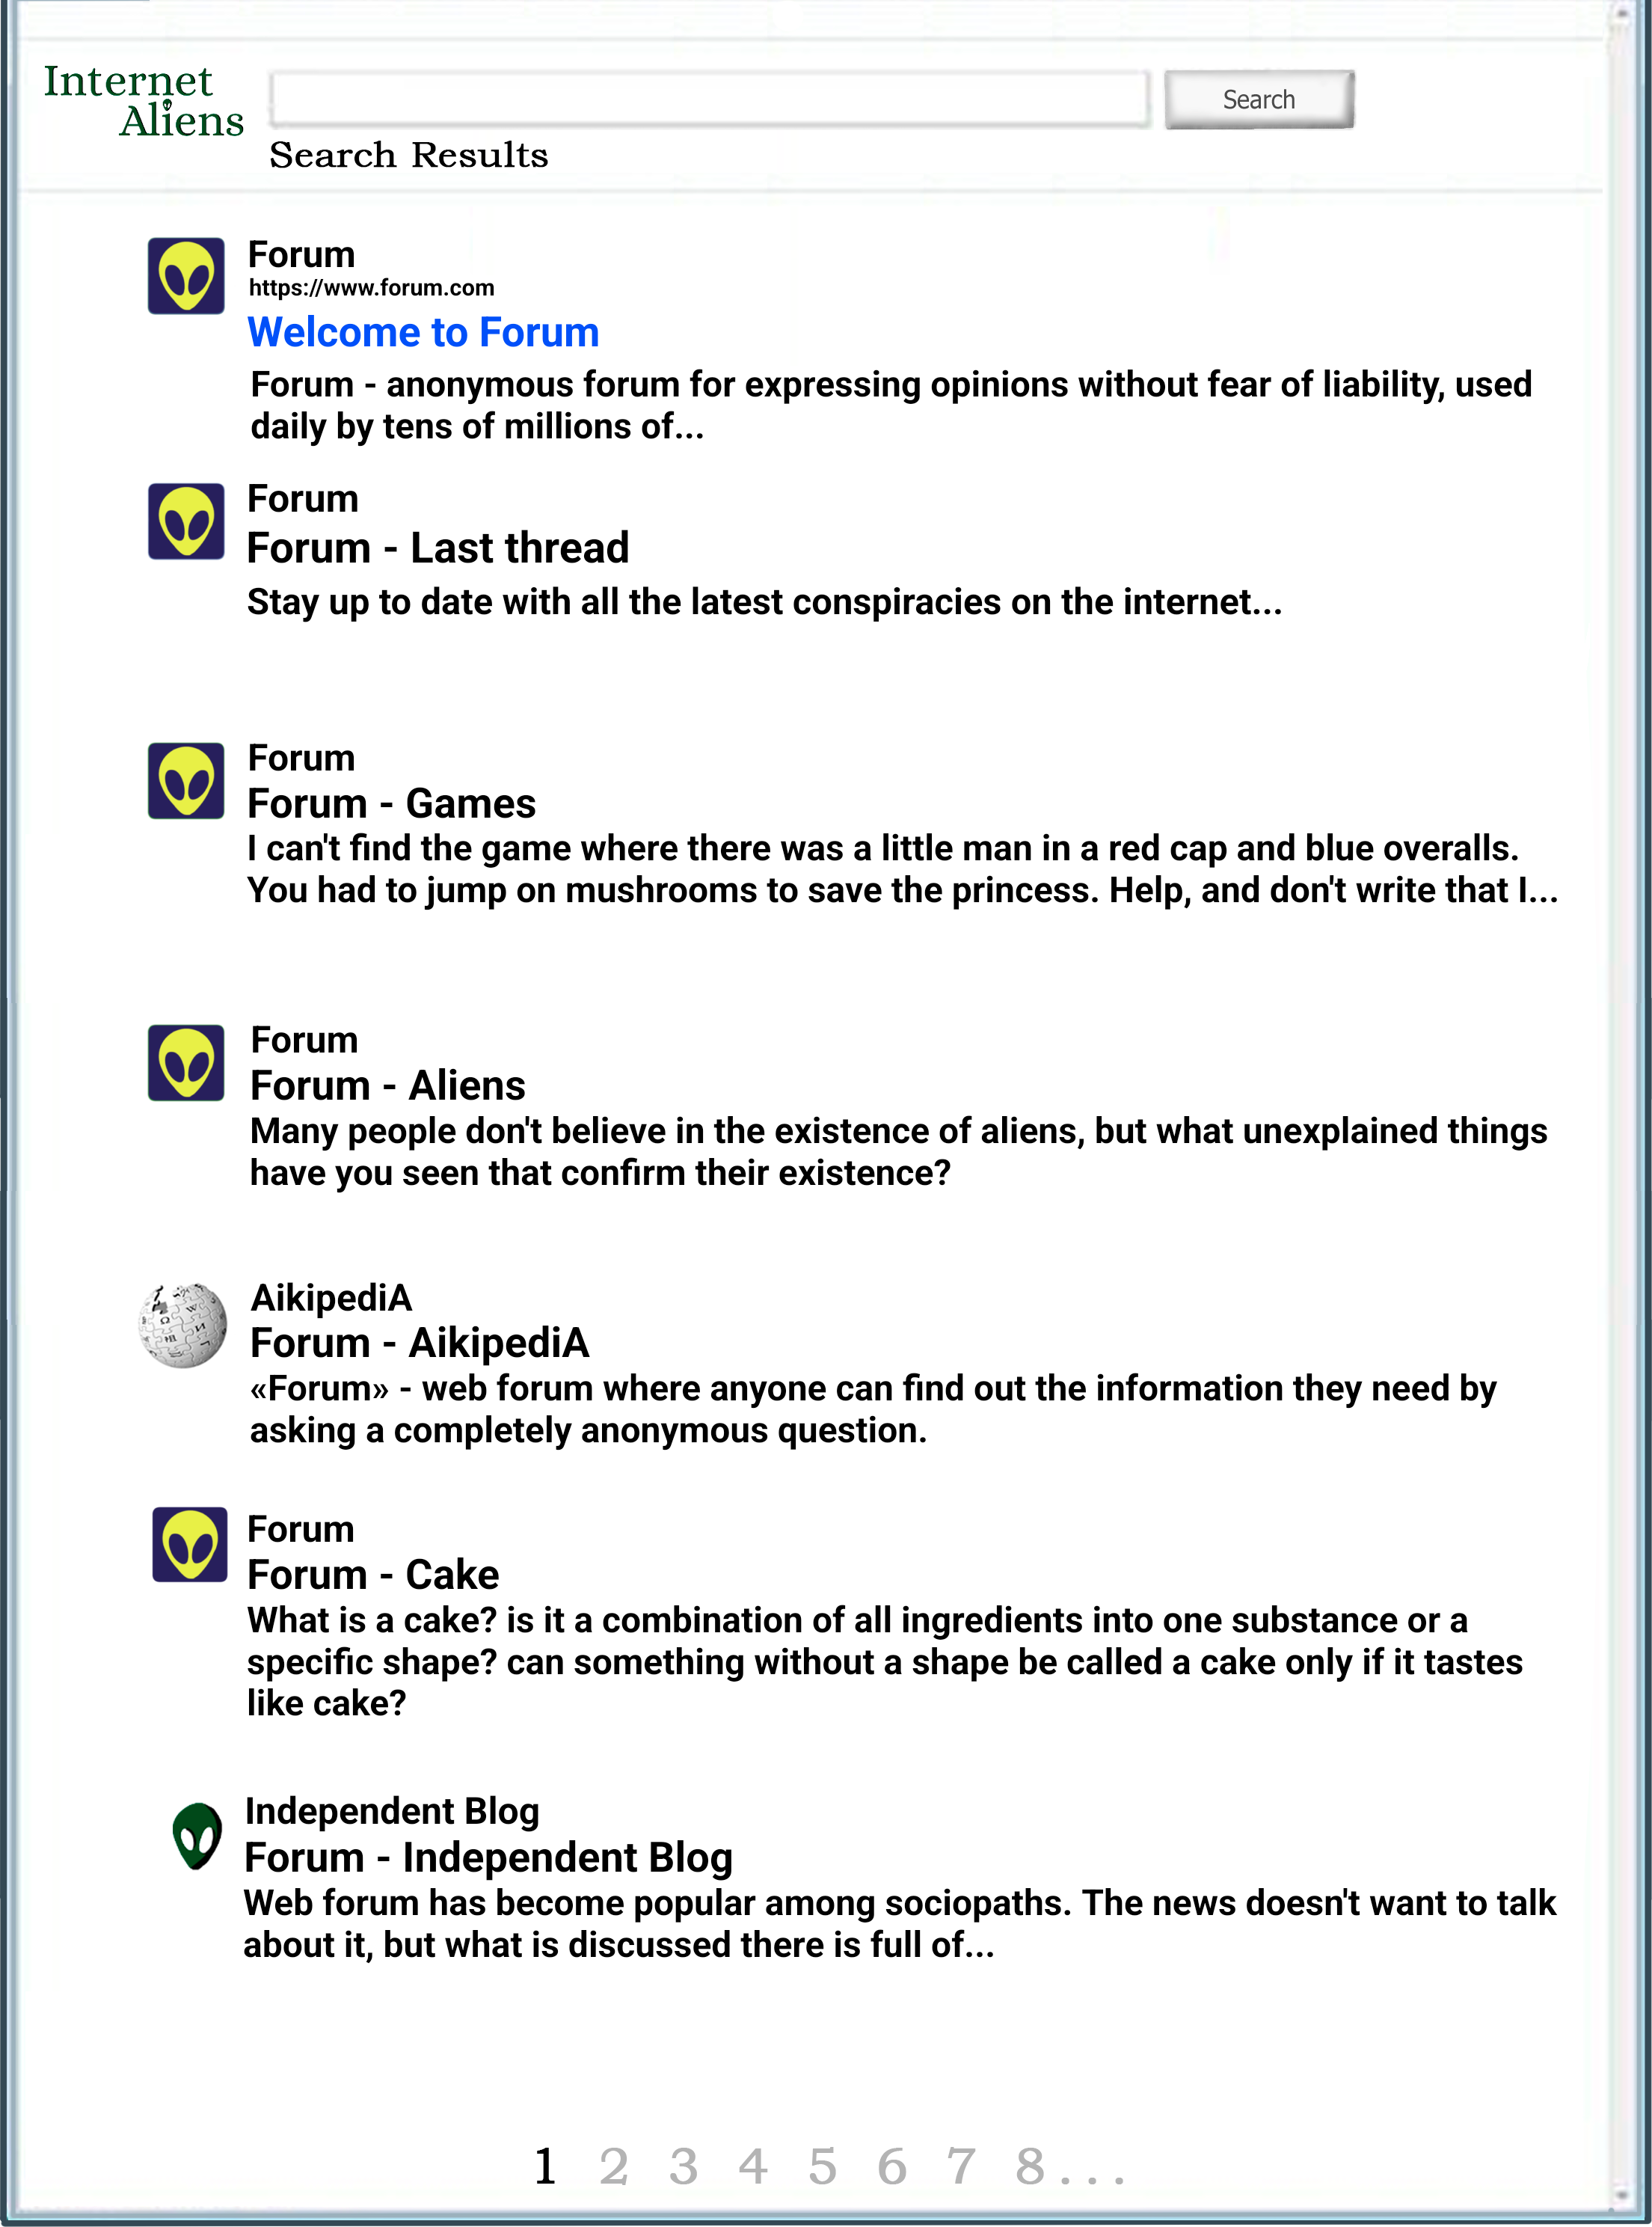 Internet
Aliens
Search
Search Results
Forum
https://www.forum.com
Welcome to Forum
Forum - anonymous forum for expressing opinions without fear of liability, used
daily by tens of millions of...
Forum
Forum - Last thread
Stay up to date with all the latest conspiracies on the internet...
Forum
Forum - Games
I can't find the game where there was a little man in a red cap and blue overalls.
You had to jump on mushrooms to save the princess. Help, and don't write that I...
Forum
Forum - Aliens
Many people don't believe in the existence of aliens, but what unexplained things
have you seen that confirm their existence?
AikipediA
Forum - AikipediA
«Forum» - web forum where anyone can find out the information they need by
asking a completely anonymous question.
Forum
Forum - Cake
What is a cake? is it a combination of all ingredients into one substance or a
specific shape? can something without a shape be called a cake only if it tastes
like cake?
Independent Blog
Forum - Independent Blog
Web forum has become popular among sociopaths. The news doesn't want to talk
about it, but what is discussed there is full of...
1 2 3 4 5 6 7 8...